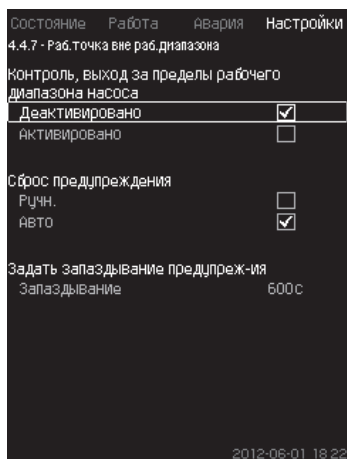 Состояние Работа Авария Настройки
4.4.7 - Раб.точка вне раб.диапазона
Контроль, выход за пределы рабочего
диапазона насоса
Деактивировано
Активировано
Сброс предупреждения
Ручн.
Авто
Задать запаздывание предупреж-ия
Запаздывание 600с
2012-06-01 18:22